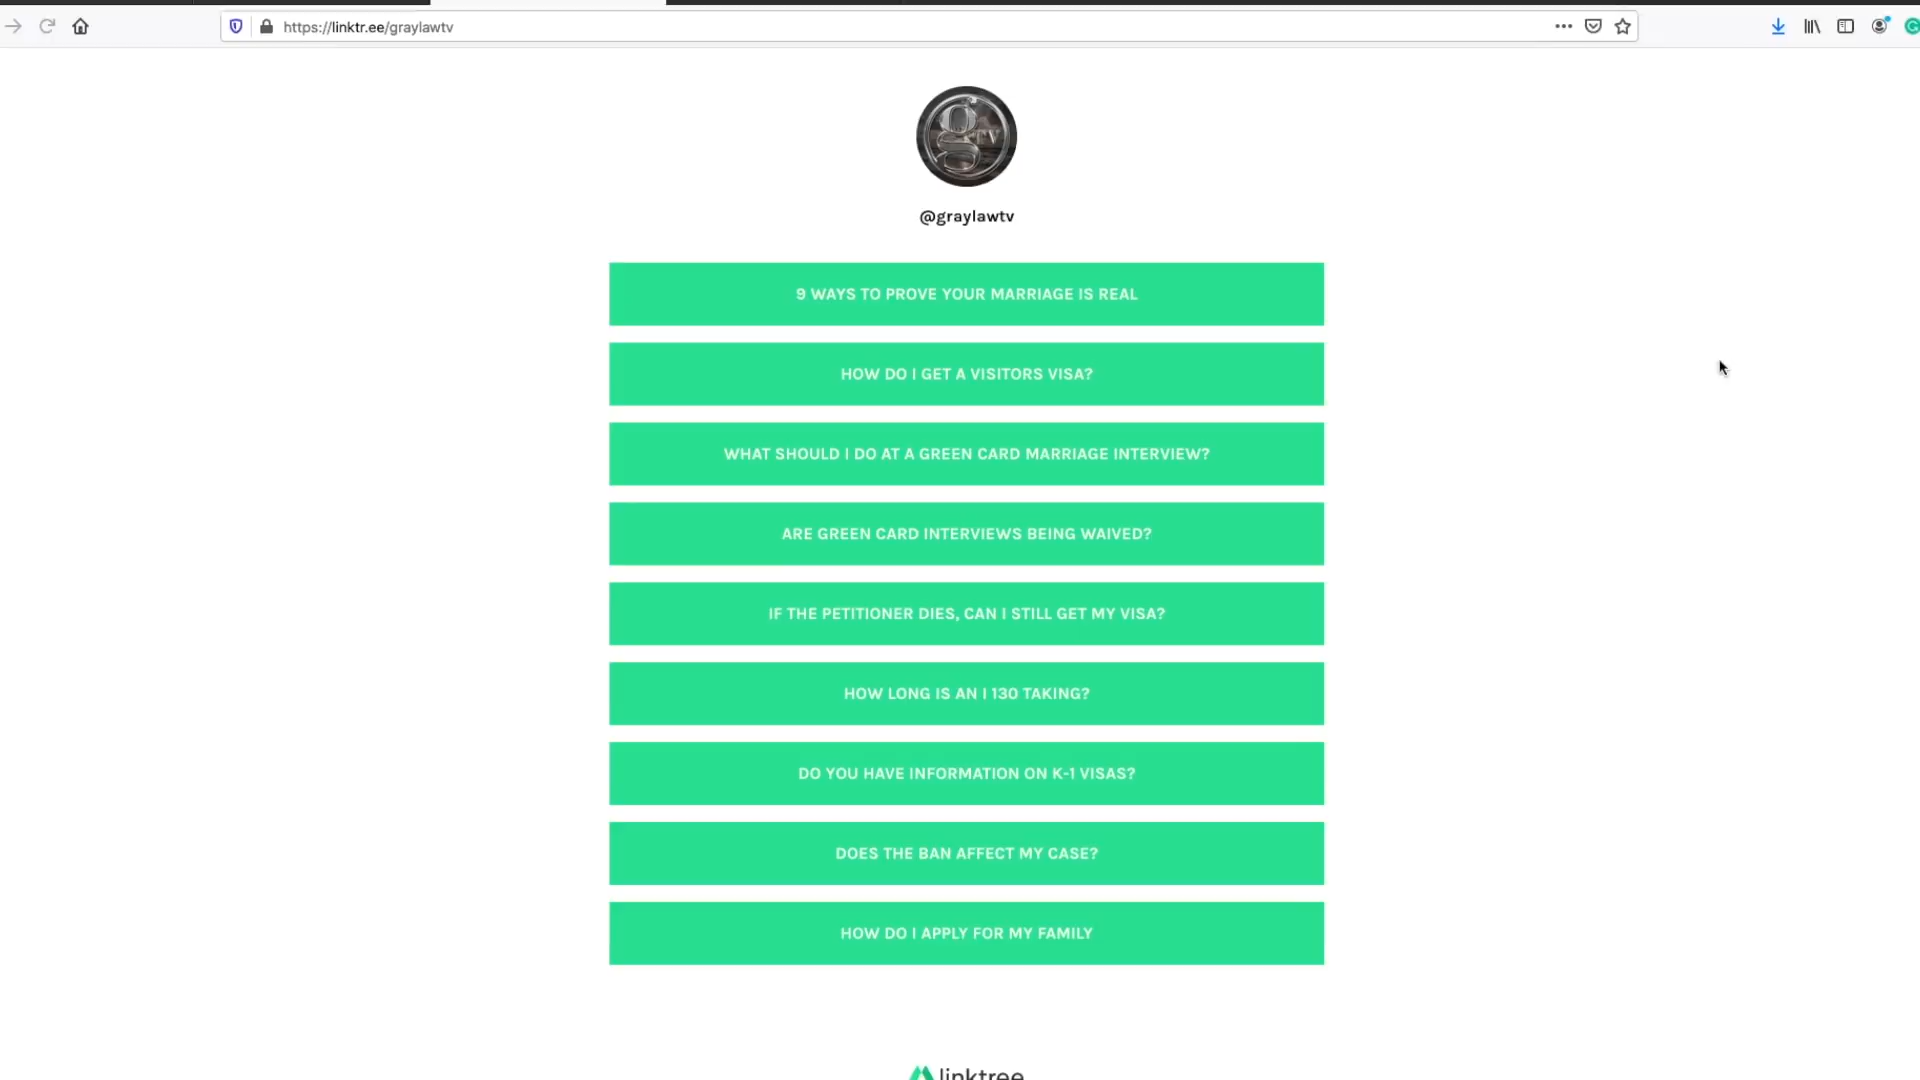 https://linktr.ee/graylawtv
g TV
@graylawtv
9 WAYS TO PROVE YOUR MARRIAGE IS REAL
HOW DO I GET A VISITORS VISA?
WHAT SHOULD I DO AT A GREEN CARD MARRIAGE INTERVIEW?
ARE GREEN CARD INTERVIEWS BEING WAIVED?
IF THE PETITIONER DIES, CAN I STILL GET MY VISA?
HOW LONG IS AN I 130 TAKING?
DO YOU HAVE INFORMATION ON K-1 VISAS?
DOES THE BAN AFFECT MY CASE?
HOW DO I APPLY FOR MY FAMILY
linktree